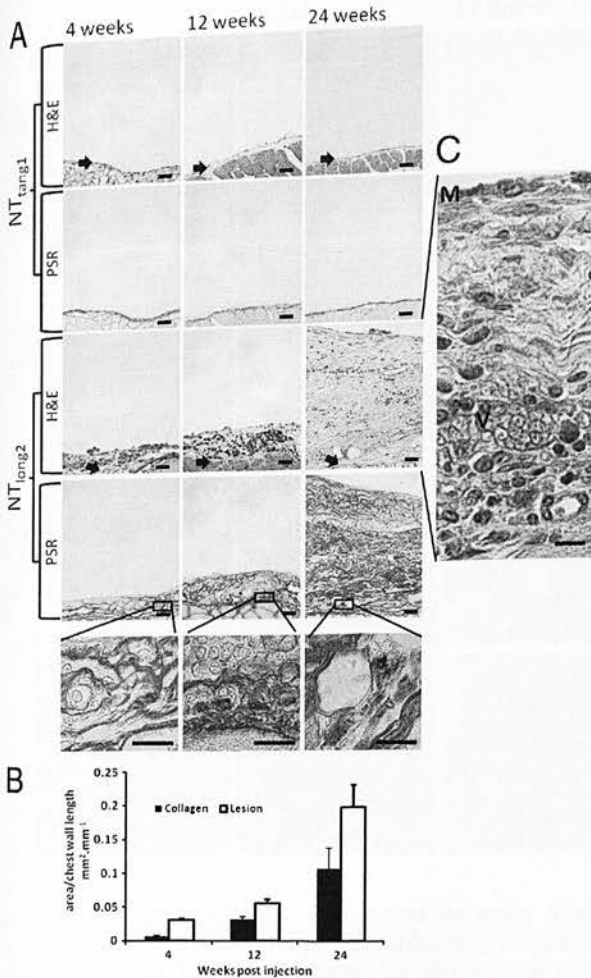 A
4 weeks 12 weeks 24 weeks
NTtang1
H&E
PSR
NTlong2
H&E
PSR
C
M
V
B
area/chest wall length
mm².mm⁻¹
0.25
0.2
0.15
0.1
0.05
0
Collagen Lesion
4 12 24
Weeks post injection